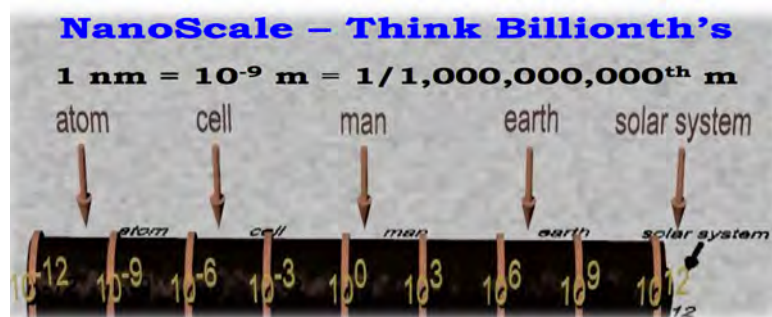 NanoScale – Think Billionth's
1 nm = 10⁻⁹ m = 1/1,000,000,000ᵗʰ m
atom cell man earth solar system
atom cell man earth solar system
10⁻¹² 10⁻⁹ 10⁻⁶ 10⁻³ 10⁰ 10³ 10⁶ 10⁹ 10¹²
12